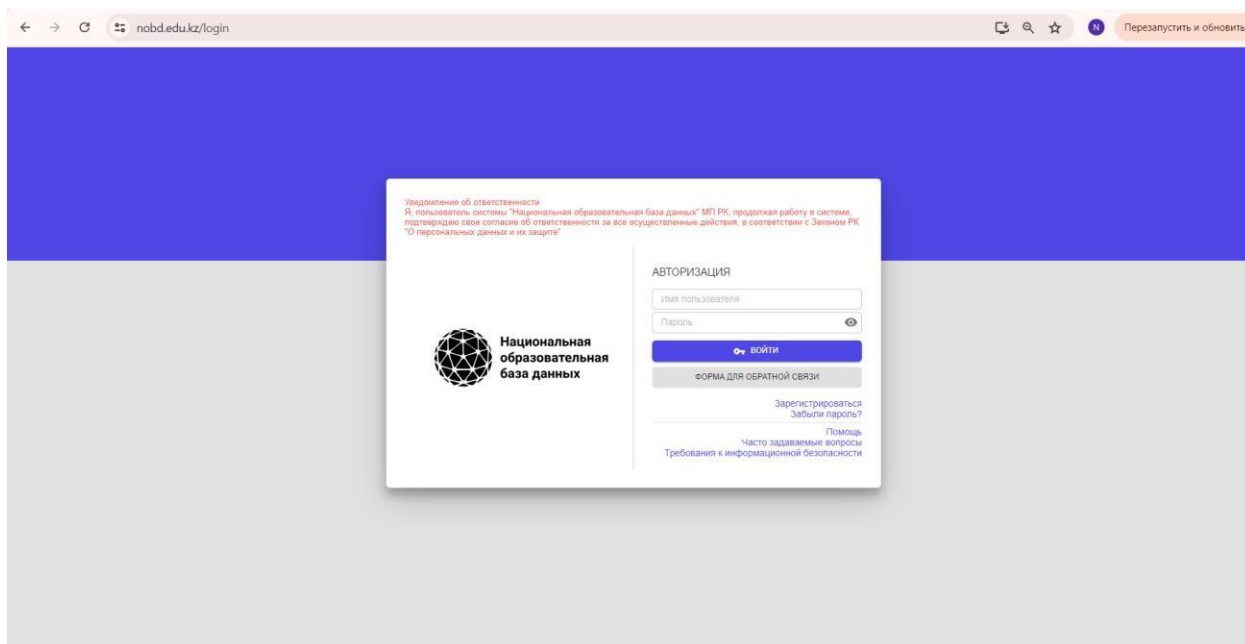 nobd.edu.kz/login
N
Перезапустить и обновить
Уведомление об ответственности
Я, пользователь системы "Национальная образовательная база данных" МП РК, продолжая работу в системе,
подтверждаю свое согласие об ответственности за все осуществленные действия, в соответствии с Законом РК
"О персональных данных и их защите"
Национальная
образовательная
база данных
АВТОРИЗАЦИЯ
Имя пользователя
Пароль
ВОЙТИ
ФОРМА ДЛЯ ОБРАТНОЙ СВЯЗИ
Зарегистрироваться
Забыли пароль?
Помощь
Часто задаваемые вопросы
Требования к информационной безопасности